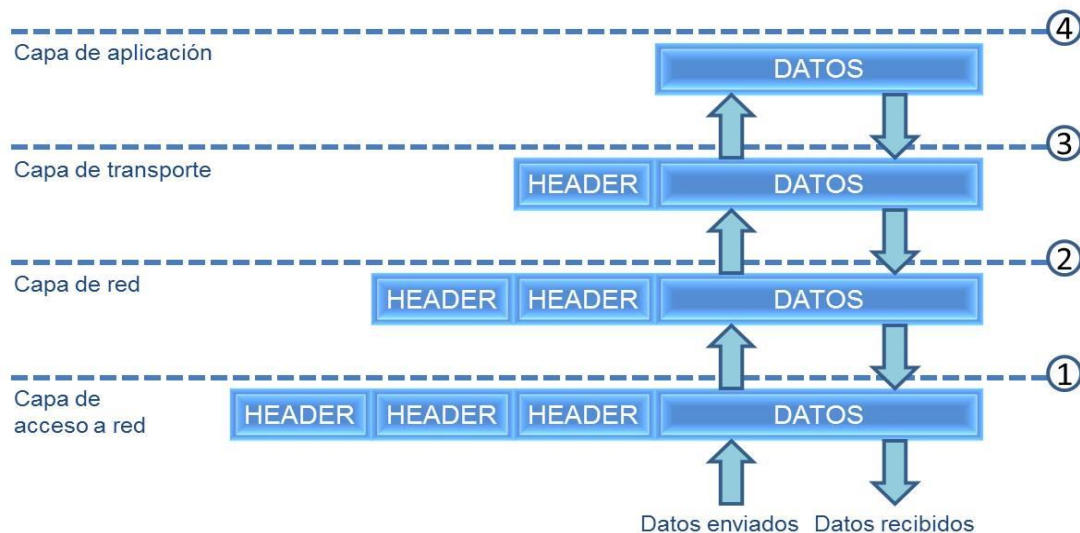 4
Capa de aplicación
DATOS
3
Capa de transporte
HEADER DATOS
2
Capa de red
HEADER HEADER DATOS
1
Capa de
acceso a red
HEADER HEADER HEADER DATOS
Datos enviados Datos recibidos